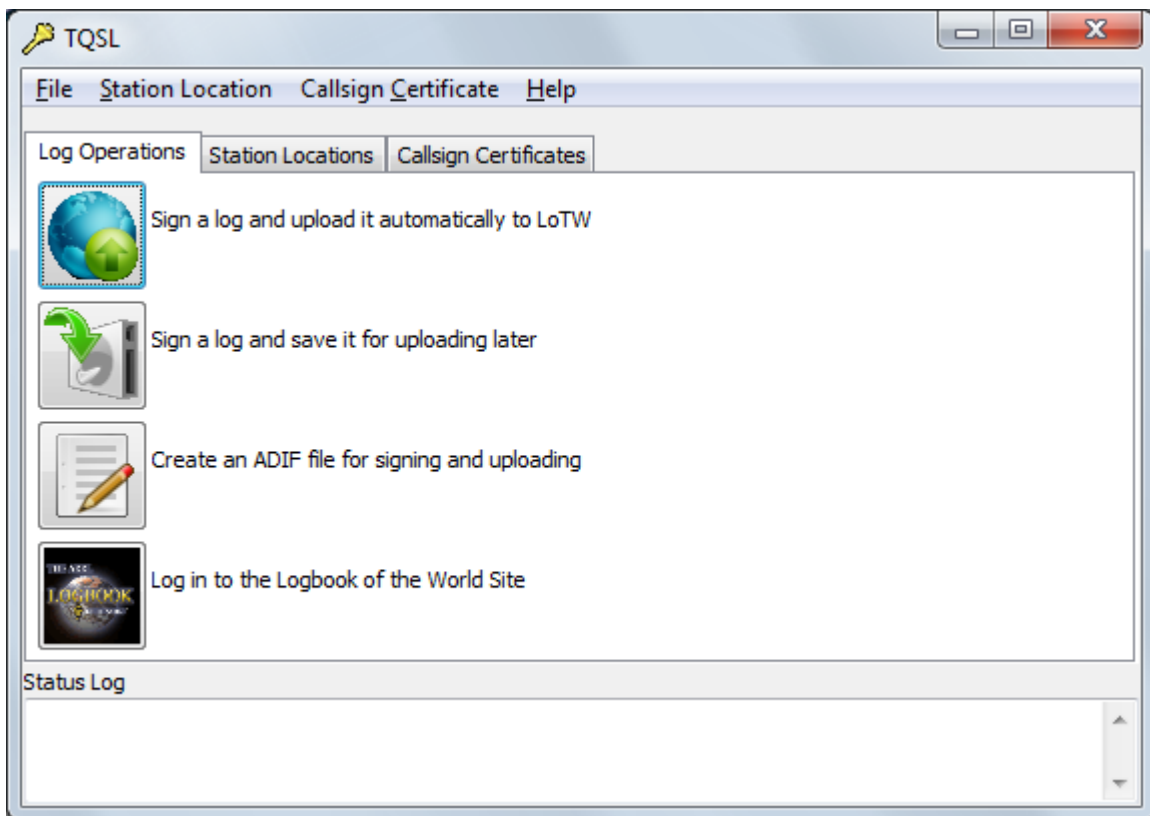 TQSL
File Station Location Callsign Certificate Help
Log Operations Station Locations Callsign Certificates
Sign a log and upload it automatically to LoTW
Sign a log and save it for uploading later
Create an ADIF file for signing and uploading
THE ARRL
LOGBOOK
Log in to the Logbook of the World Site
Status Log